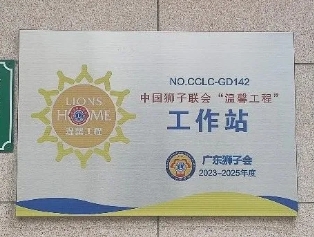 NO.CCLC-GD142
中国狮子联会“温馨工程”
工作站
LIONS
HOME
温馨工程
广东狮子会
2023-2025年度